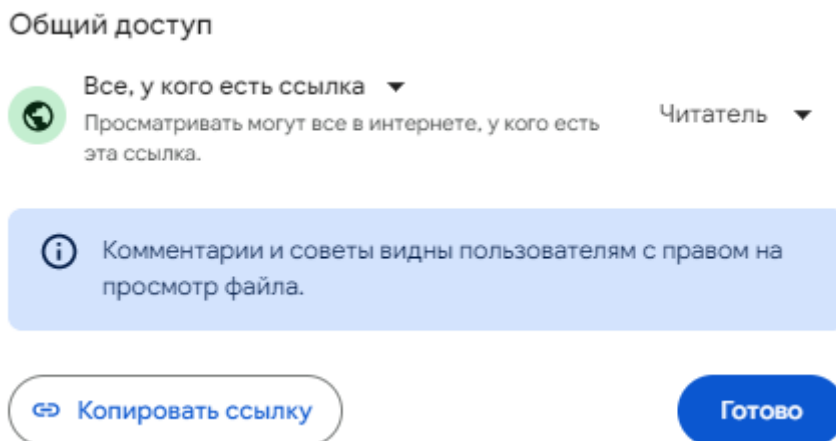 Общий доступ
Все, у кого есть ссылка
Просматривать могут все в интернете, у кого есть
эта ссылка.
Читатель
Комментарии и советы видны пользователям с правом на
просмотр файла.
Копировать ссылку
Готово